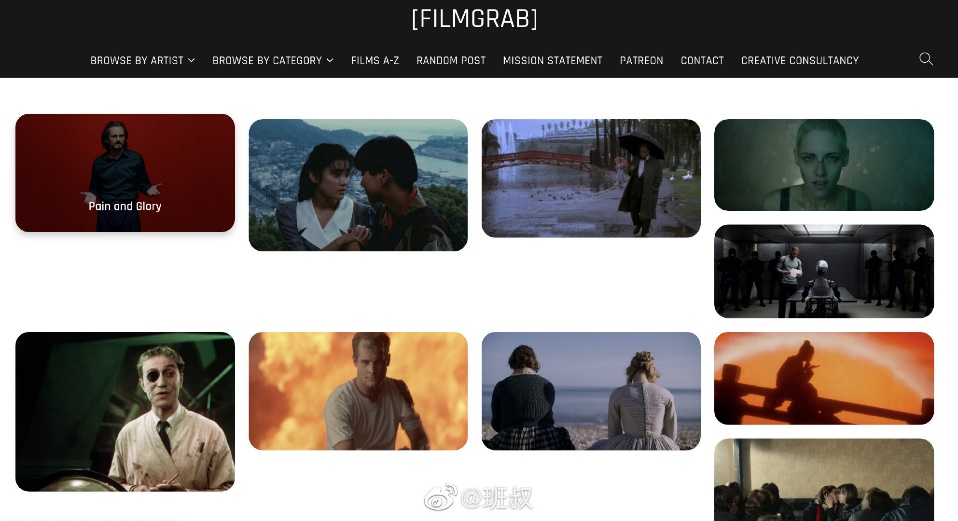 [FILMGRAB]
BROWSE BY ARTIST BROWSE BY CATEGORY FILMS A-Z RANDOM POST MISSION STATEMENT PATREON CONTACT CREATIVE CONSULTANCY
Pain and Glory
@班叔